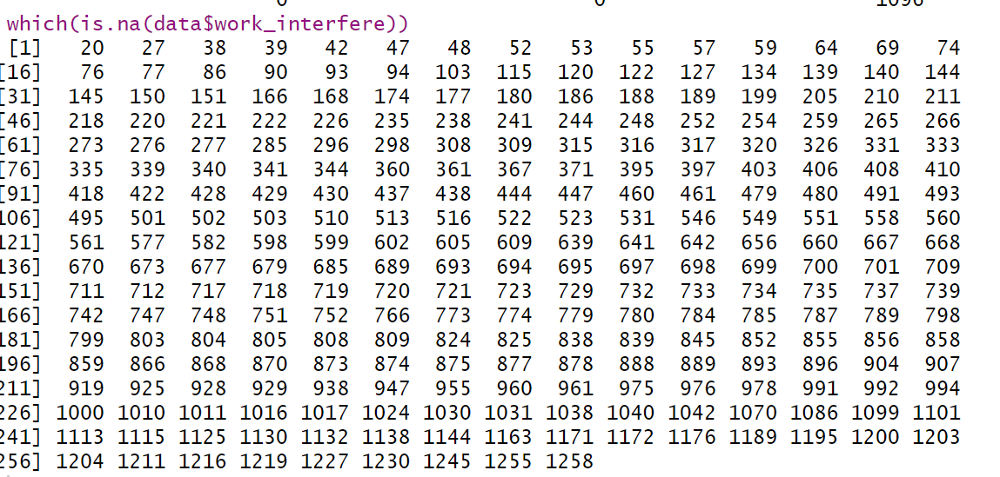 0 0 1096
which(is.na(data$work_interfere))
[1] 20 27 38 39 42 47 48 52 53 55 57 59 64 69 74
[16] 76 77 86 90 93 94 103 115 120 122 127 134 139 140 144
[31] 145 150 151 166 168 174 177 180 186 188 189 199 205 210 211
[46] 218 220 221 222 226 235 238 241 244 248 252 254 259 265 266
[61] 273 276 277 285 296 298 308 309 315 316 317 320 326 331 333
[76] 335 339 340 341 344 360 361 367 371 395 397 403 406 408 410
[91] 418 422 428 429 430 437 438 444 447 460 461 479 480 491 493
106] 495 501 502 503 510 513 516 522 523 531 546 549 551 558 560
121] 561 577 582 598 599 602 605 609 639 641 642 656 660 667 668
136] 670 673 677 679 685 689 693 694 695 697 698 699 700 701 709
151] 711 712 717 718 719 720 721 723 729 732 733 734 735 737 739
166] 742 747 748 751 752 766 773 774 779 780 784 785 787 789 798
181] 799 803 804 805 808 809 824 825 838 839 845 852 855 856 858
196] 859 866 868 870 873 874 875 877 878 888 889 893 896 904 907
211] 919 925 928 929 938 947 955 960 961 975 976 978 991 992 994
226] 1000 1010 1011 1016 1017 1024 1030 1031 1038 1040 1042 1070 1086 1099 1101
241] 1113 1115 1125 1130 1132 1138 1144 1163 1171 1172 1176 1189 1195 1200 1203
256] 1204 1211 1216 1219 1227 1230 1245 1255 1258